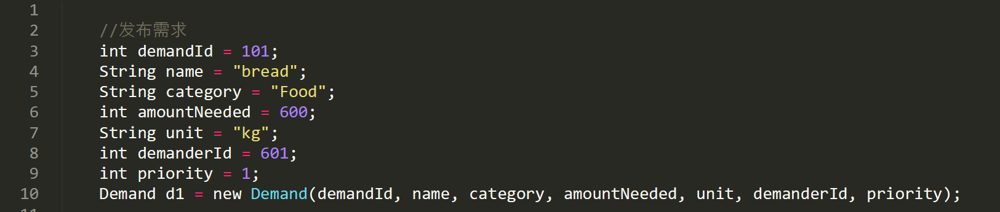 1
2 //发布需求
3 int demandId = 101;
4 String name = "bread";
5 String category = "Food";
6 int amountNeeded = 600;
7 String unit = "kg";
8 int demanderId = 601;
9 int priority = 1;
10 Demand d1 = new Demand(demandId, name, category, amountNeeded, unit, demanderId, priority);
11